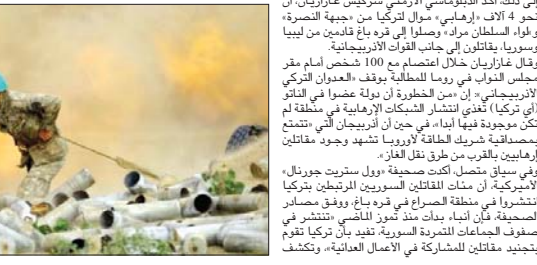 إلى ذلك، أكد الدبلوماسي الأرمني سركيس غازاريان، أن
نحو 4 آلاف «إرهابي» موال لتركيا من «جبهة النصرة»
و«لواء السلطان مراد» وصلوا إلى قره باغ قادمين من ليبيا
وسوريا، يقاتلون إلى جانب القوات الأذربيجانية.
وقال غازاريان خلال اعتصام مع 100 شخص أمام مقر
مجلس النواب في روما للمطالبة بوقف «العدوان التركي
الأذربيجاني»: إن «من الخطورة أن دولة عضوا في الناتو
(أي تركيا) تغذي انتشار الشبكات الإرهابية في منطقة لم
تكن موجودة فيها أبدا»، في حين أن أذربيجان التي «تتمتع
بمصداقية شريك الطاقة لأوروبا تشهد وجود مقاتلين
إرهابيين بالقرب من طرق نقل الغاز».
وفي سياق متصل، أكدت صحيفة «وول ستريت جورنال»
الأميركية، أن مئات المقاتلين السوريين المرتبطين بتركيا
انتشروا في منطقة الصراع في قره باغ، ووفق مصادر
الصحيفة، فإن أنباء بدأت منذ تموز الماضي «تنتشر في
صفوف الجماعات المتمردة السورية، تفيد بأن تركيا تقوم
بتجنيد مقاتلين للمشاركة في الأعمال العدائية»، وتكشف